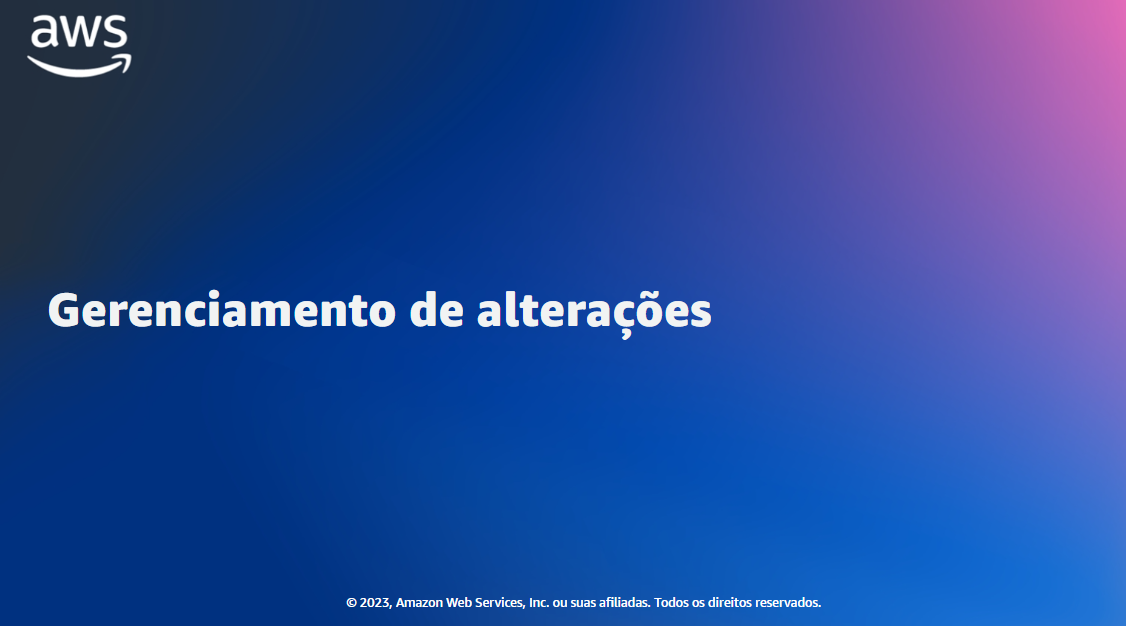 aws
Gerenciamento de alterações
© 2023, Amazon Web Services, Inc. ou suas afiliadas. Todos os direitos reservados.